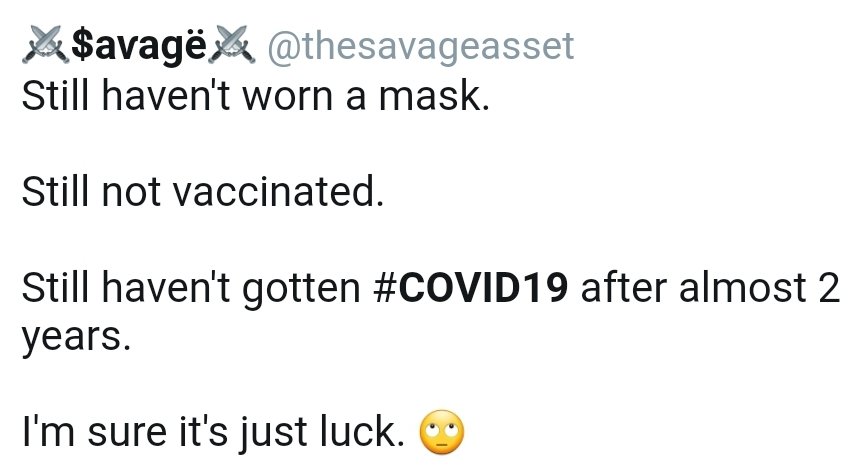 ⚔️$avagë⚔️ @thesavageasset
Still haven't worn a mask.
Still not vaccinated.
Still haven't gotten #COVID19 after almost 2
years.
I'm sure it's just luck. 🙄